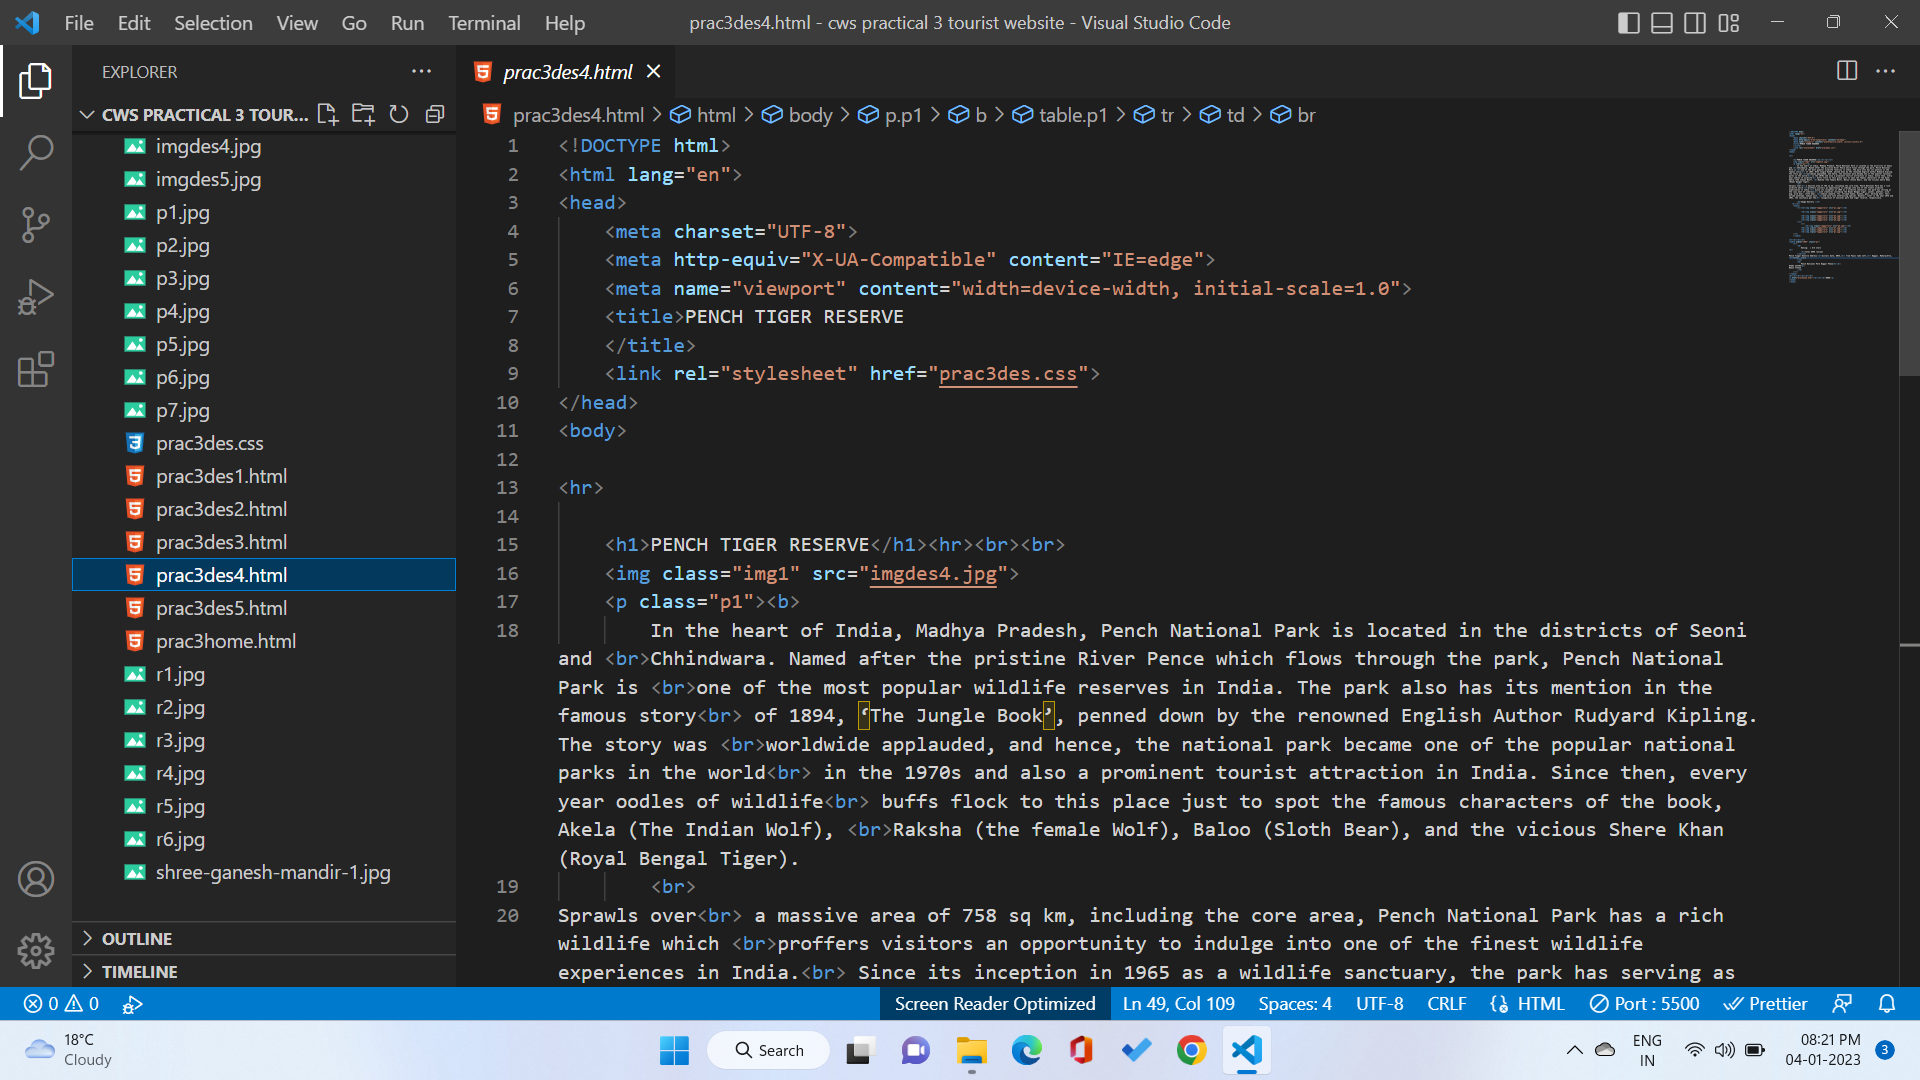 File Edit Selection View Go Run Terminal Help prac3des4.html - cws practical 3 tourist website - Visual Studio Code
EXPLORER
CWS PRACTICAL 3 TOUR...
imgdes4.jpg
imgdes5.jpg
p1.jpg
p2.jpg
p3.jpg
p4.jpg
p5.jpg
p6.jpg
p7.jpg
prac3des.css
prac3des1.html
prac3des2.html
prac3des3.html
prac3des4.html
prac3des5.html
prac3home.html
r1.jpg
r2.jpg
r3.jpg
r4.jpg
r5.jpg
r6.jpg
shree-ganesh-mandir-1.jpg
OUTLINE
TIMELINE
prac3des4.html
prac3des4.html > html > body > p.p1 > b > table.p1 > tr > td > br
1 <!DOCTYPE html>
2 <html lang="en">
3 <head>
4 <meta charset="UTF-8">
5 <meta http-equiv="X-UA-Compatible" content="IE=edge">
6 <meta name="viewport" content="width=device-width, initial-scale=1.0">
7 <title>PENCH TIGER RESERVE
8 </title>
9 <link rel="stylesheet" href="prac3des.css">
10 </head>
11 <body>
12
13 <hr>
14
15 <h1>PENCH TIGER RESERVE</h1><hr><br><br>
16 <img class="img1" src="imgdes4.jpg">
17 <p class="p1"><b>
18 In the heart of India, Madhya Pradesh, Pench National Park is located in the districts of Seoni
and <br>Chhindwara. Named after the pristine River Pence which flows through the park, Pench National
Park is <br>one of the most popular wildlife reserves in India. The park also has its mention in the
famous story<br> of 1894, ‘The Jungle Book’, penned down by the renowned English Author Rudyard Kipling.
The story was <br>worldwide applauded, and hence, the national park became one of the popular national
parks in the world<br> in the 1970s and also a prominent tourist attraction in India. Since then, every
year oodles of wildlife<br> buffs flock to this place just to spot the famous characters of the book,
Akela (The Indian Wolf), <br>Raksha (the female Wolf), Baloo (Sloth Bear), and the vicious Shere Khan
(Royal Bengal Tiger).
19 <br>
20 Sprawls over<br> a massive area of 758 sq km, including the core area, Pench National Park has a rich
wildlife which <br>proffers visitors an opportunity to indulge into one of the finest wildlife
experiences in India.<br> Since its inception in 1965 as a wildlife sanctuary, the park has serving as
0 0 Screen Reader Optimized Ln 49, Col 109 Spaces: 4 UTF-8 CRLF HTML Port : 5500 Prettier
18°C
Cloudy
Search
ENG
IN
08:21 PM
04-01-2023
3